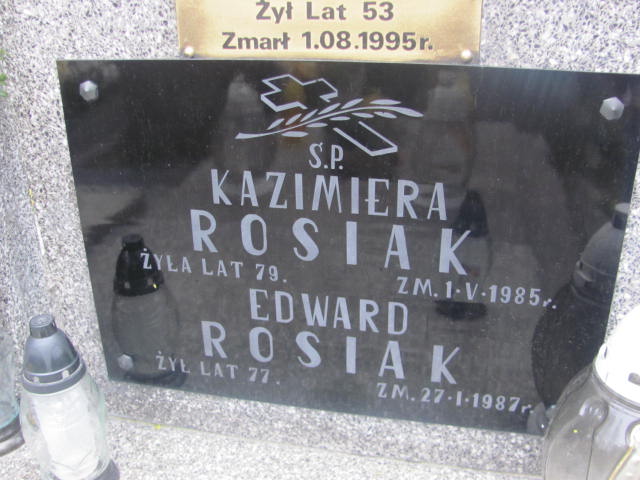 Żył Lat 53
Zmarł 1.08.1995r.
Ś.P.
KAZIMIERA
ROSIAK
ŻYŁA LAT 79. ZM. 1·V·1985r.
EDWARD
ROSIAK
ŻYŁ LAT 77. ZM. 27·I·1987r.